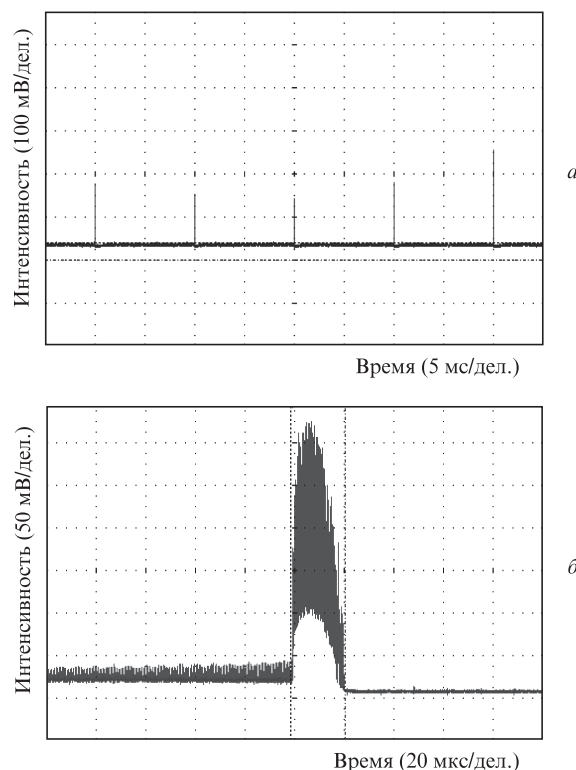 Интенсивность (100 мВ/дел.)
а
Время (5 мс/дел.)
Интенсивность (50 мВ/дел.)
б
Время (20 мкс/дел.)